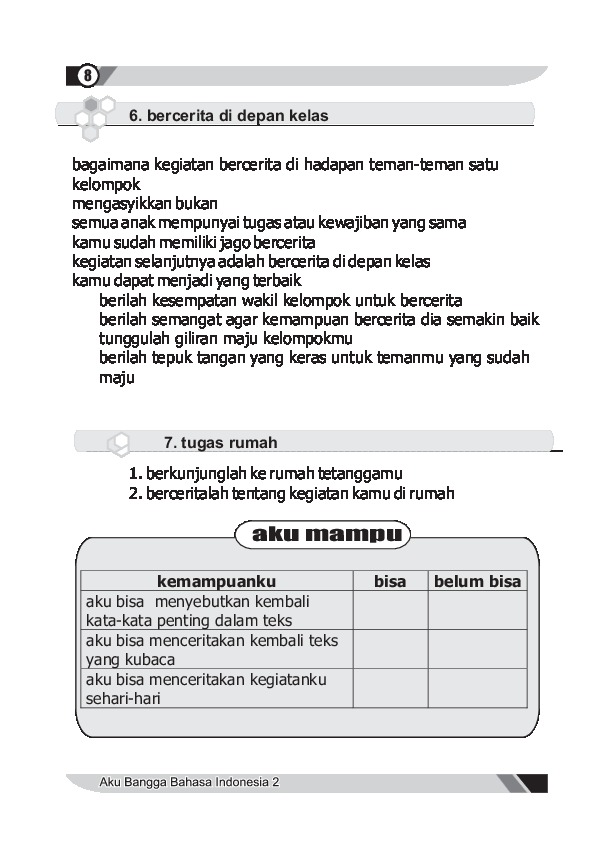 8
6. bercerita di depan kelas
bagaimana kegiatan bercerita di hadapan teman-teman satu
kelompok
mengasyikkan bukan
semua anak mempunyai tugas atau kewajiban yang sama
kamu sudah memiliki jago bercerita
kegiatan selanjutnya adalah bercerita di depan kelas
kamu dapat menjadi yang terbaik
berilah kesempatan wakil kelompok untuk bercerita
berilah semangat agar kemampuan bercerita dia semakin baik
tunggulah giliran maju kelompokmu
berilah tepuk tangan yang keras untuk temanmu yang sudah
maju
7. tugas rumah
1. berkunjunglah ke rumah tetanggamu
2. berceritalah tentang kegiatan kamu di rumah
aku mampu
kemampuanku bisa belum bisa
aku bisa menyebutkan kembali
kata-kata penting dalam teks
aku bisa menceritakan kembali teks
yang kubaca
aku bisa menceritakan kegiatanku
sehari-hari
Aku Bangga Bahasa Indonesia 2